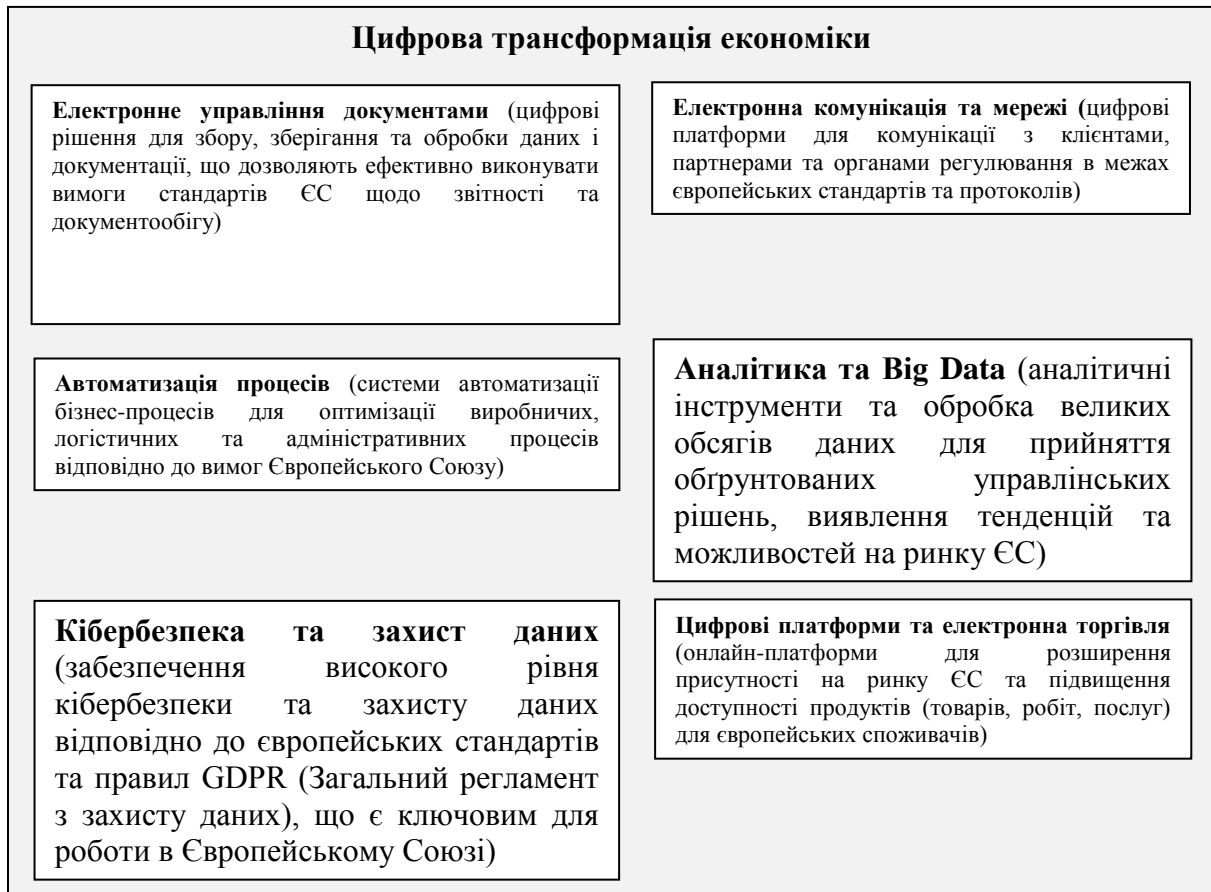 Цифрова трансформація економіки
Електронне управління документами (цифрові
рішення для збору, зберігання та обробки даних і
документації, що дозволяють ефективно виконувати
вимоги стандартів ЄС щодо звітності та
документообігу)
Електронна комунікація та мережі (цифрові
платформи для комунікації з клієнтами,
партнерами та органами регулювання в межах
європейських стандартів та протоколів)
Автоматизація процесів (системи автоматизації
бізнес-процесів для оптимізації виробничих,
логістичних та адміністративних процесів
відповідно до вимог Європейського Союзу)
Аналітика та Big Data (аналітичні
інструменти та обробка великих
обсягів даних для прийняття
обґрунтованих управлінських
рішень, виявлення тенденцій та
можливостей на ринку ЄС)
Кібербезпека та захист даних
(забезпечення високого рівня
кібербезпеки та захисту даних
відповідно до європейських стандартів
та правил GDPR (Загальний регламент
з захисту даних), що є ключовим для
роботи в Європейському Союзі)
Цифрові платформи та електронна торгівля
(онлайн-платформи для розширення
присутності на ринку ЄС та підвищення
доступності продуктів (товарів, робіт, послуг)
для європейських споживачів)